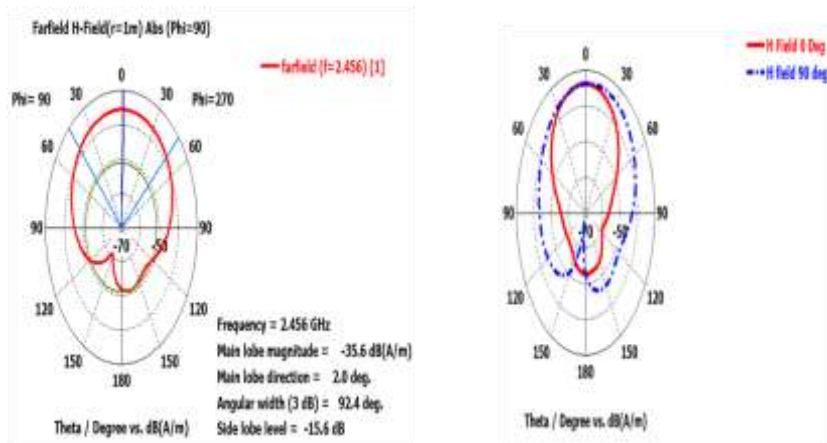 Farfield H-Field(r=1m) Abs (Phi=90)
farfield (f=2.456) [1]
0
Phi= 90 30 30 Phi=270
60 60
90 -70 -50 90
120 120
150 150
180
Frequency = 2.456 GHz
Main lobe magnitude = -35.6 dB(A/m)
Main lobe direction = 2.0 deg.
Angular width (3 dB) = 92.4 deg.
Side lobe level = -15.6 dB
Theta / Degree vs. dB(A/m)
H Field 0 Deg
H field 90 deg
0
30 30
60 60
90 -70 -50 90
120 120
150 150
180
Theta / Degree vs. dB(A/m)